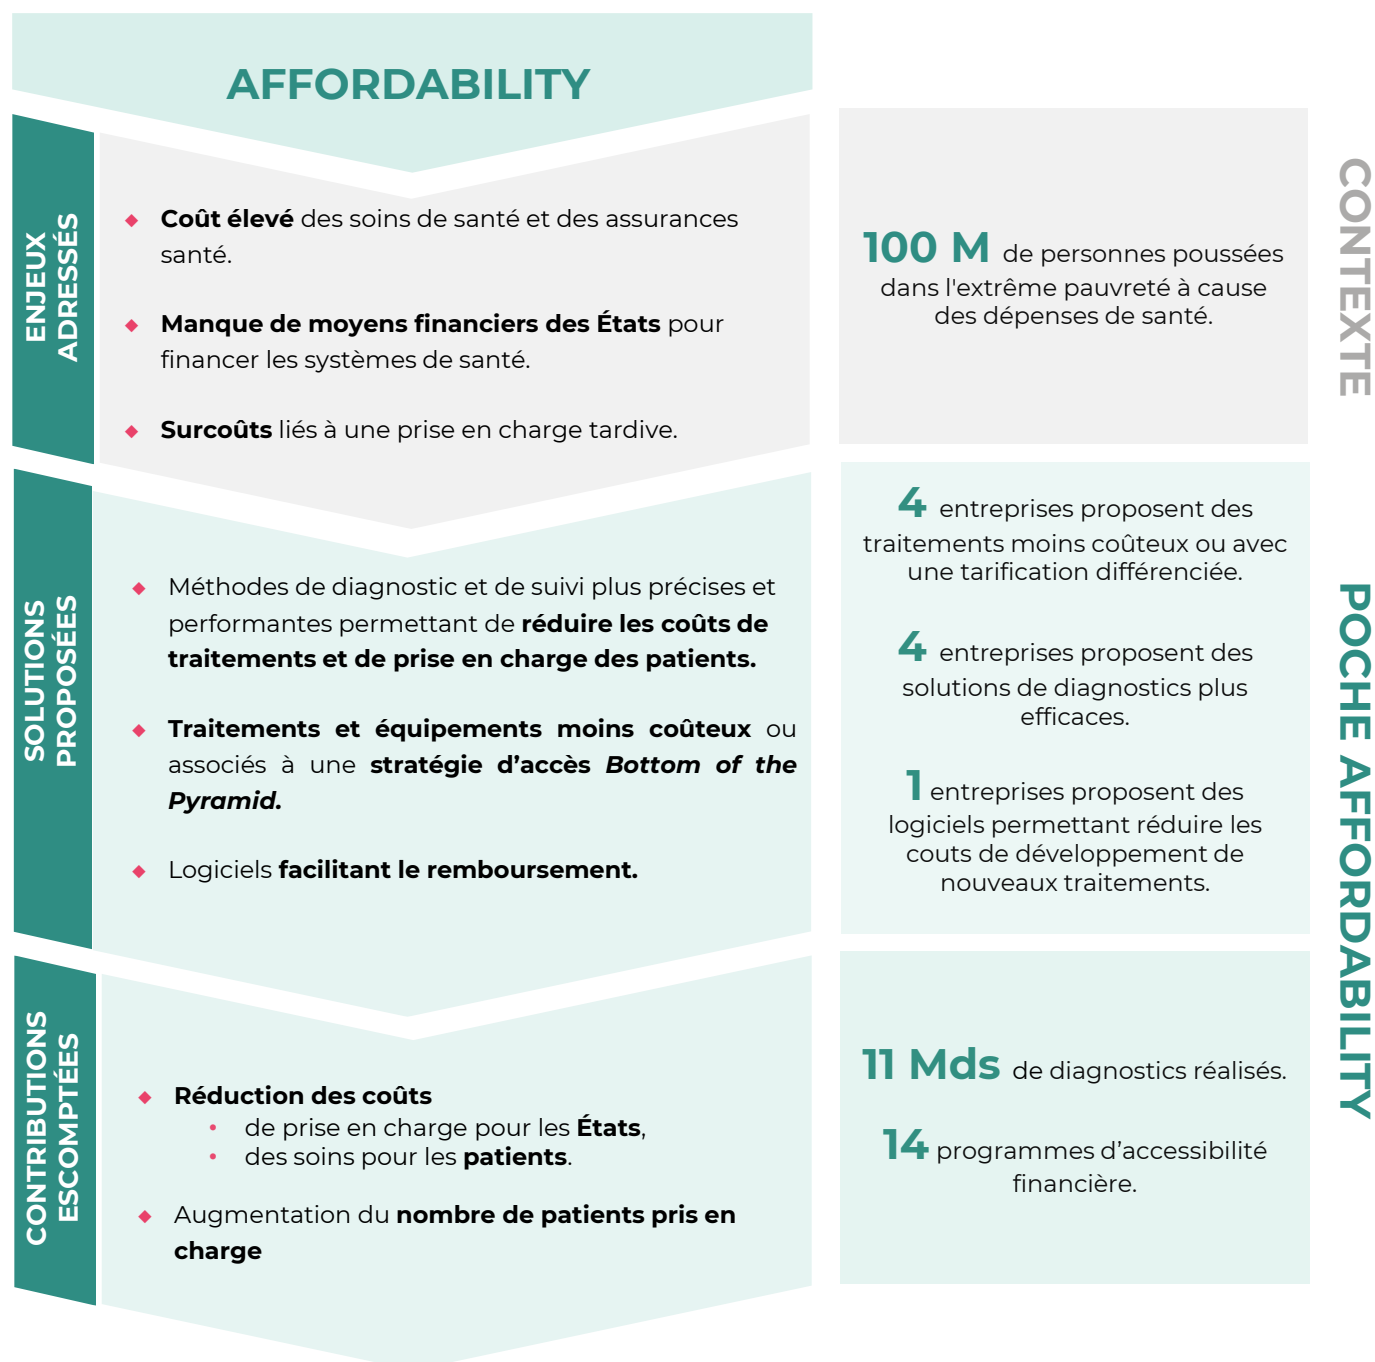 AFFORDABILITY
ENJEUX
ADRESSÉS
Coût élevé des soins de santé et des assurances
santé.
Manque de moyens financiers des États pour
financer les systèmes de santé.
Surcoûts liés à une prise en charge tardive.
100 M de personnes poussées
dans l'extrême pauvreté à cause
des dépenses de santé.
CONTEXTE
SOLUTIONS
PROPOSÉES
Méthodes de diagnostic et de suivi plus précises et
performantes permettant de réduire les coûts de
traitements et de prise en charge des patients.
Traitements et équipements moins coûteux ou
associés à une stratégie d’accès Bottom of the
Pyramid.
Logiciels facilitant le remboursement.
4 entreprises proposent des
traitements moins coûteux ou avec
une tarification différenciée.
4 entreprises proposent des
solutions de diagnostics plus
efficaces.
1 entreprises proposent des
logiciels permettant réduire les
couts de développement de
nouveaux traitements.
POCHE AFFORDABILITY
CONTRIBUTIONS
ESCOMPTÉES
Réduction des coûts
de prise en charge pour les États,
des soins pour les patients.
Augmentation du nombre de patients pris en
charge
11 Mds de diagnostics réalisés.
14 programmes d’accessibilité
financière.